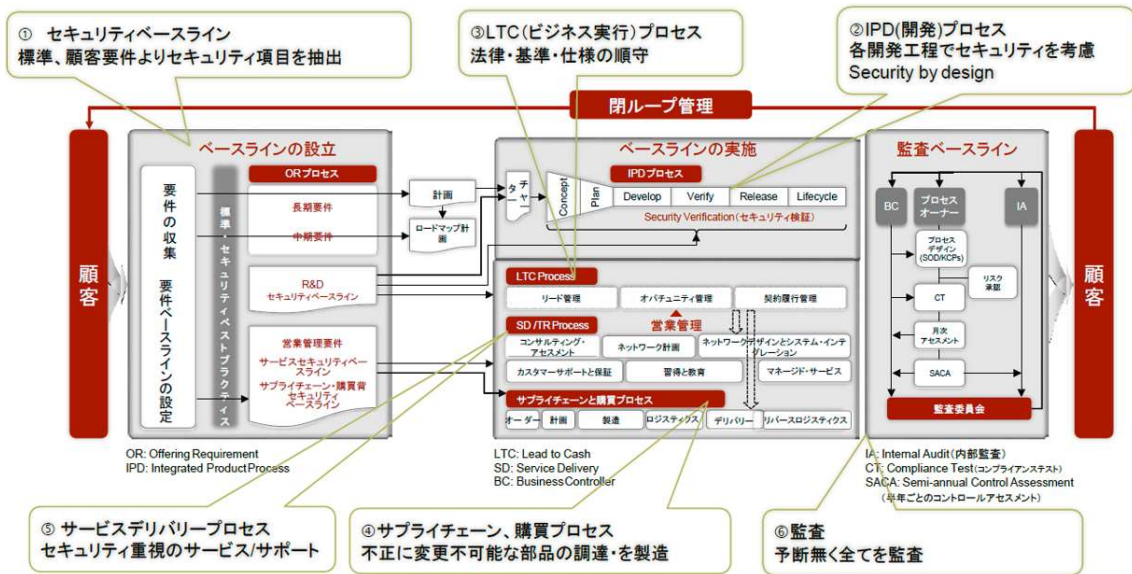 ① セキュリティベースライン
標準、顧客要件よりセキュリティ項目を抽出
③LTC(ビジネス実行)プロセス
法律・基準・仕様の順守
②IPD(開発)プロセス
各開発工程でセキュリティを考慮
Security by design
閉ループ管理
顧客
ベースラインの設立
要件の収集 要件ベースラインの設定
標準・セキュリティベストプラクティス
ORプロセス
長期要件
中期要件
R&D
セキュリティベースライン
営業管理要件
サービスセキュリティベー
スライン
サプライチェーン・購買背
セキュリティ
ベースライン
計画
ロードマップ計
画
チャーター
ベースラインの実施
IPDプロセス
Concept
Plan
Develop
Verify
Release
Lifecycle
Security Verification(セキュリティ検証)
LTC Process
リード管理
オパチュニティ管理
契約履行管理
営業管理
SD /TR Process
コンサルティング・
アセスメント
ネットワーク計画
ネットワークデザインとシステム・インテ
グレーション
カスタマーサポートと保証
習得と教育
マネージド・サービス
サプライチェーンと購買プロセス
オーダー
計画
製造
ロジスティクス
デリバリー
リバースロジスティクス
監査ベースライン
BC
プロセス
オーナー
IA
プロセス
デザイン
(SOD/KCPs)
リスク
承認
CT
月次
アセスメント
SACA
監査委員会
顧客
OR: Offering Requirement
IPD: Integrated Product Process
LTC: Lead to Cash
SD: Service Delivery
BC: Business Controller
IA: Internal Audit(内部監査)
CT: Compliance Test(コンプライアンステスト)
SACA: Semi-annual Control Assessment
(半年ごとのコントロールアセスメント)
⑤ サービスデリバリープロセス
セキュリティ重視のサービス/サポート
④サプライチェーン、購買プロセス
不正に変更不可能な部品の調達・を製造
⑥監査
予断無く全てを監査